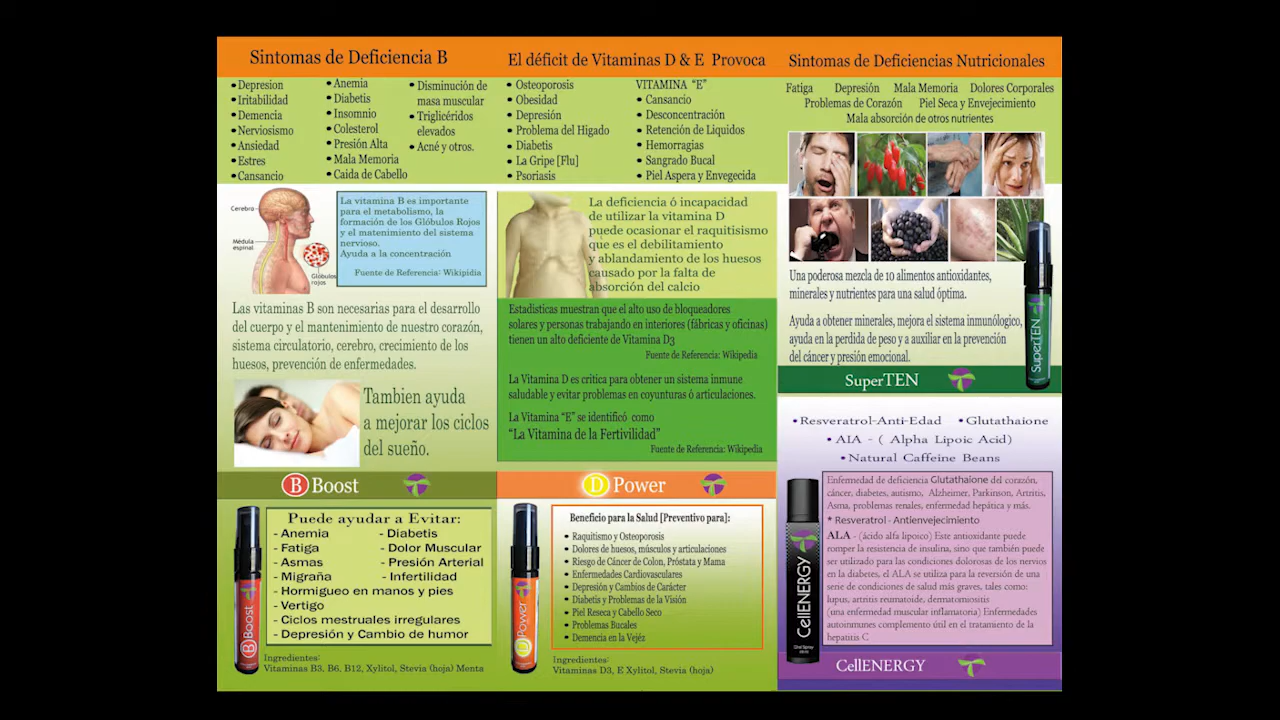 Sintomas de Deficiencia B
•Depresion
•Iritabilidad
•Demencia
•Nerviosismo
•Ansiedad
•Estres
•Cansancio
•Anemia
•Diabetis
•Insomnio
•Colesterol
•Presión Alta
•Mala Memoria
•Caida de Cabello
•Disminución de
masa muscular
•Triglicéridos
elevados
•Acné y otros.
Cerebro
Médula
espinal
Glóbulos
rojos
La vitamina B es importante
para el metabolismo, la
formación de los Glóbulos Rojos
y el matenimiento del sistema
nervioso.
Ayuda a la concentración
Fuente de Referencia: Wikipidia
Las vitaminas B son necesarias para el desarrollo
del cuerpo y el mantenimiento de nuestro corazón,
sistema circulatorio, cerebro, crecimiento de los
huesos, prevención de enfermedades.
Tambien ayuda
a mejorar los ciclos
del sueño.
B Boost
B Boost
Puede ayudar a Evitar:
- Anemia
- Fatiga
- Asmas
- Migraña
- Diabetis
- Dolor Muscular
- Presión Arterial
- Infertilidad
- Hormigueo en manos y pies
- Vertigo
- Ciclos mestruales irregulares
- Depresión y Cambio de humor
Ingredientes:
Vitaminas B3, B6, B12, Xylitol, Stevia (hoja) Menta
El déficit de Vitaminas D & E Provoca
• Osteoporosis
• Obesidad
• Depresión
• Problema del Higado
• Diabetis
• La Gripe [Flu]
• Psoriasis
VITAMINA “E”
• Cansancio
• Desconcentración
• Retención de Liquidos
• Hemorragias
• Sangrado Bucal
• Piel Aspera y Envegecida
La deficiencia ó incapacidad
de utilizar la vitamina D
puede ocasionar el raquitisismo
que es el debilitamiento
y ablandamiento de los huesos
causado por la falta de
absorción del calcio
Estadisticas muestran que el alto uso de bloqueadores
solares y personas trabajando en interiores (fábricas y oficinas)
tienen un alto deficiente de Vitamina D3
Fuente de Referencia: Wikepedia
La Vitamina D es critica para obtener un sistema inmune
saludable y evitar problemas en coyunturas ó articulaciones.
La Vitamina “E” se identificó como
“La Vitamina de la Fertivilidad”
Fuente de Referencia: Wikepedia
D Power
D Power
Beneficio para la Salud [Preventivo para]:
• Raquitismo y Osteoporosis
• Dolores de huesos, músculos y articulaciones
• Riesgo de Cáncer de Colon, Próstata y Mama
• Enfermedades Cardiovasculares
• Depresión y Cambios de Carácter
• Diabetis y Problemas de la Visión
• Piel Reseca y Cabello Seco
• Problemas Bucales
• Demencia en la Vejéz
Ingredientes:
Vitaminas D3, E Xylitol, Stevia (hoja)
Sintomas de Deficiencias Nutricionales
Fatiga Depresión Mala Memoria Dolores Corporales
Problemas de Corazón Piel Seca y Envejecimiento
Mala absorción de otros nutrientes
Una poderosa mezcla de 10 alimentos antioxidantes,
minerales y nutrientes para una salud óptima.
Ayuda a obtener minerales, mejora el sistema inmunólogico,
ayuda en la perdida de peso y a auxiliar en la prevención
del cáncer y presión emocional.
SuperTEN
SuperTEN
• Resveratrol-Anti-Edad • Glutathaione
• AIA - ( Alpha Lipoic Acid)
• Natural Caffeine Beans
Enfermedad de deficiencia Glutathaione del corazón,
cáncer, diabetes, autismo, Alzheimer, Parkinson, Artritis,
Asma, problemas renales, enfermedad hepática y más.
* Resveratrol - Antienvejecimiento
ALA - (ácido alfa lipoico) Este antioxidante puede
romper la resistencia de insulina, sino que también puede
ser utilizado para las condiciones dolorosas de los nervios
en la diabetes, el ALA se utiliza para la reversión de una
serie de condiciones de salud más graves, tales como:
lupus, artritis reumatoide, dermatomiositis
(una enfermedad muscular inflamatoria) Enfermedades
autoinmunes complemento útil en el tratamiento de la
hepatitis C
CellENERGY
CellENERGY